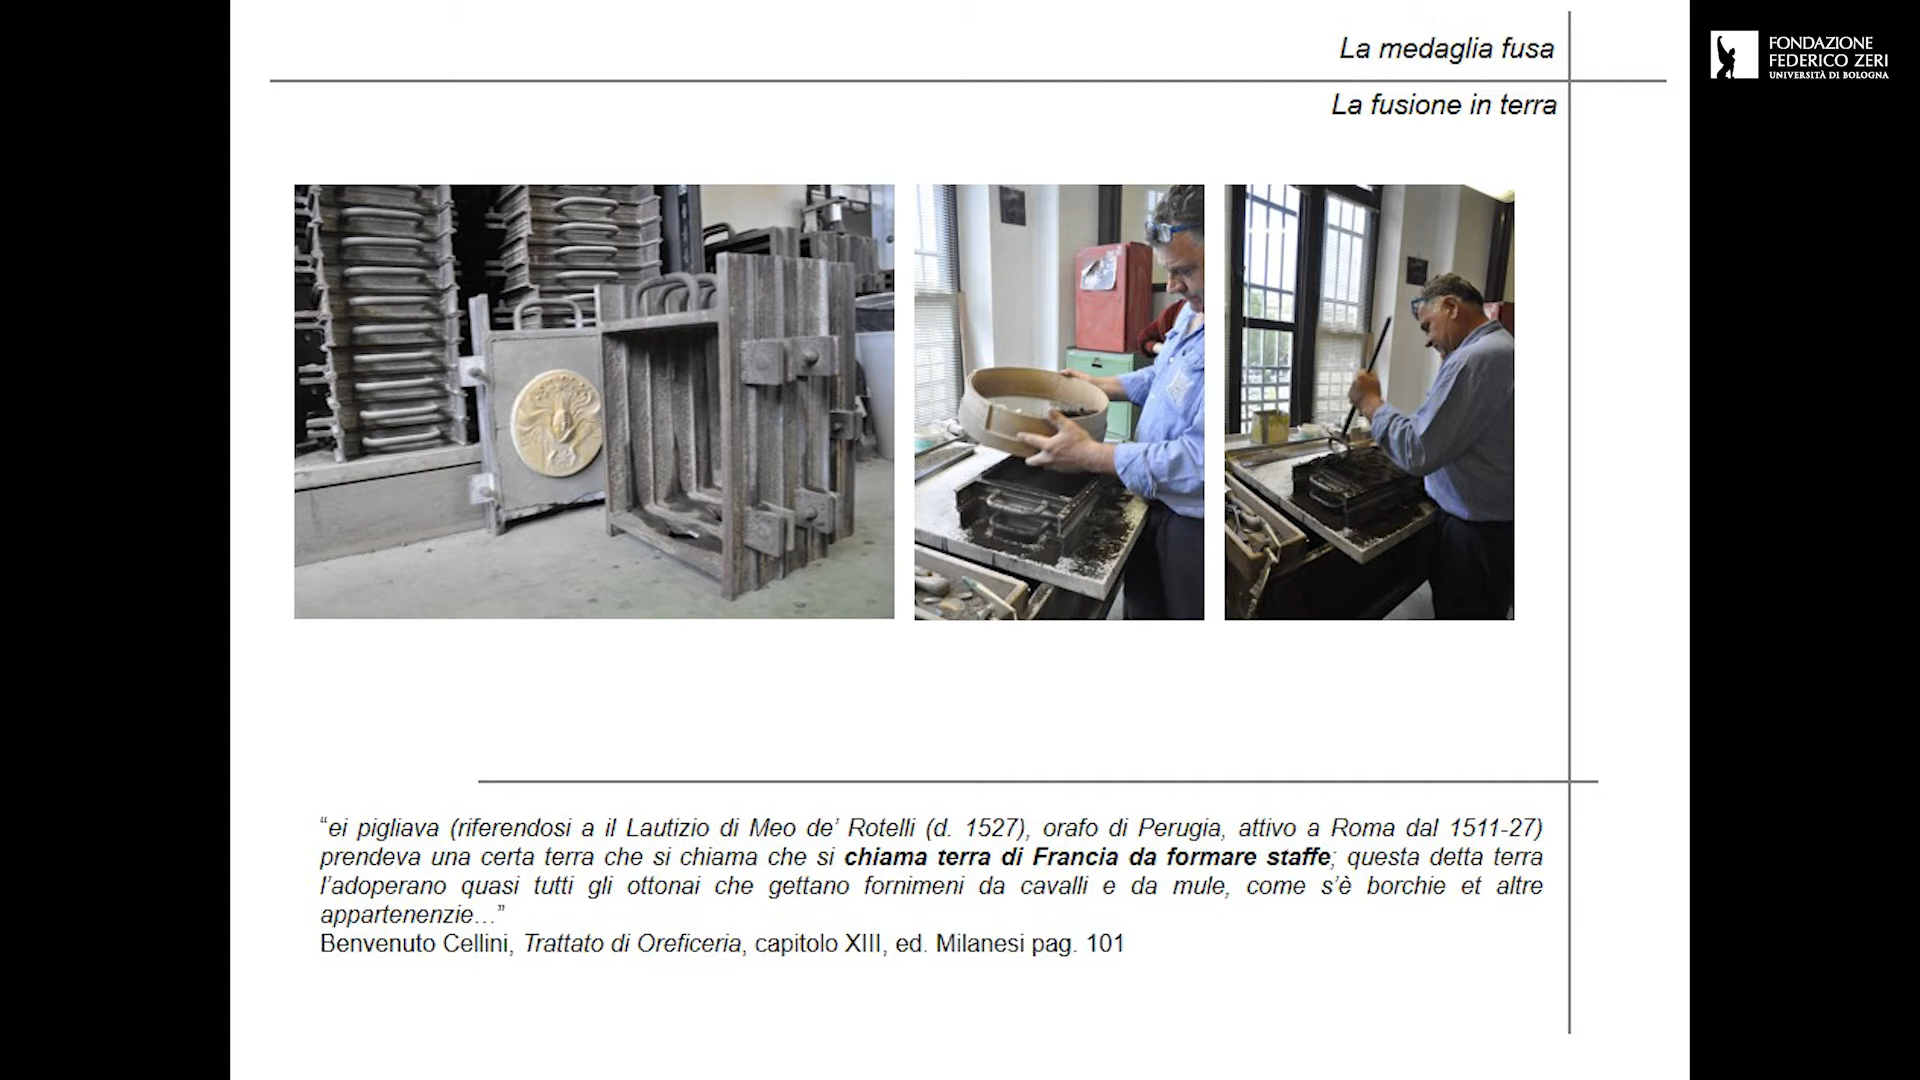 La medaglia fusa
La fusione in terra
FONDAZIONE
FEDERICO ZERI
UNIVERSITÀ DI BOLOGNA
“ei pigliava (riferendosi a il Lautizio di Meo de’ Rotelli (d. 1527), orafo di Perugia, attivo a Roma dal 1511-27)
prendeva una certa terra che si chiama che si chiama terra di Francia da formare staffe; questa detta terra
l’adoperano quasi tutti gli ottonai che gettano fornimeni da cavalli e da mule, come s’è borchie et altre
appartenenzie…”
Benvenuto Cellini, Trattato di Oreficeria, capitolo XIII, ed. Milanesi pag. 101